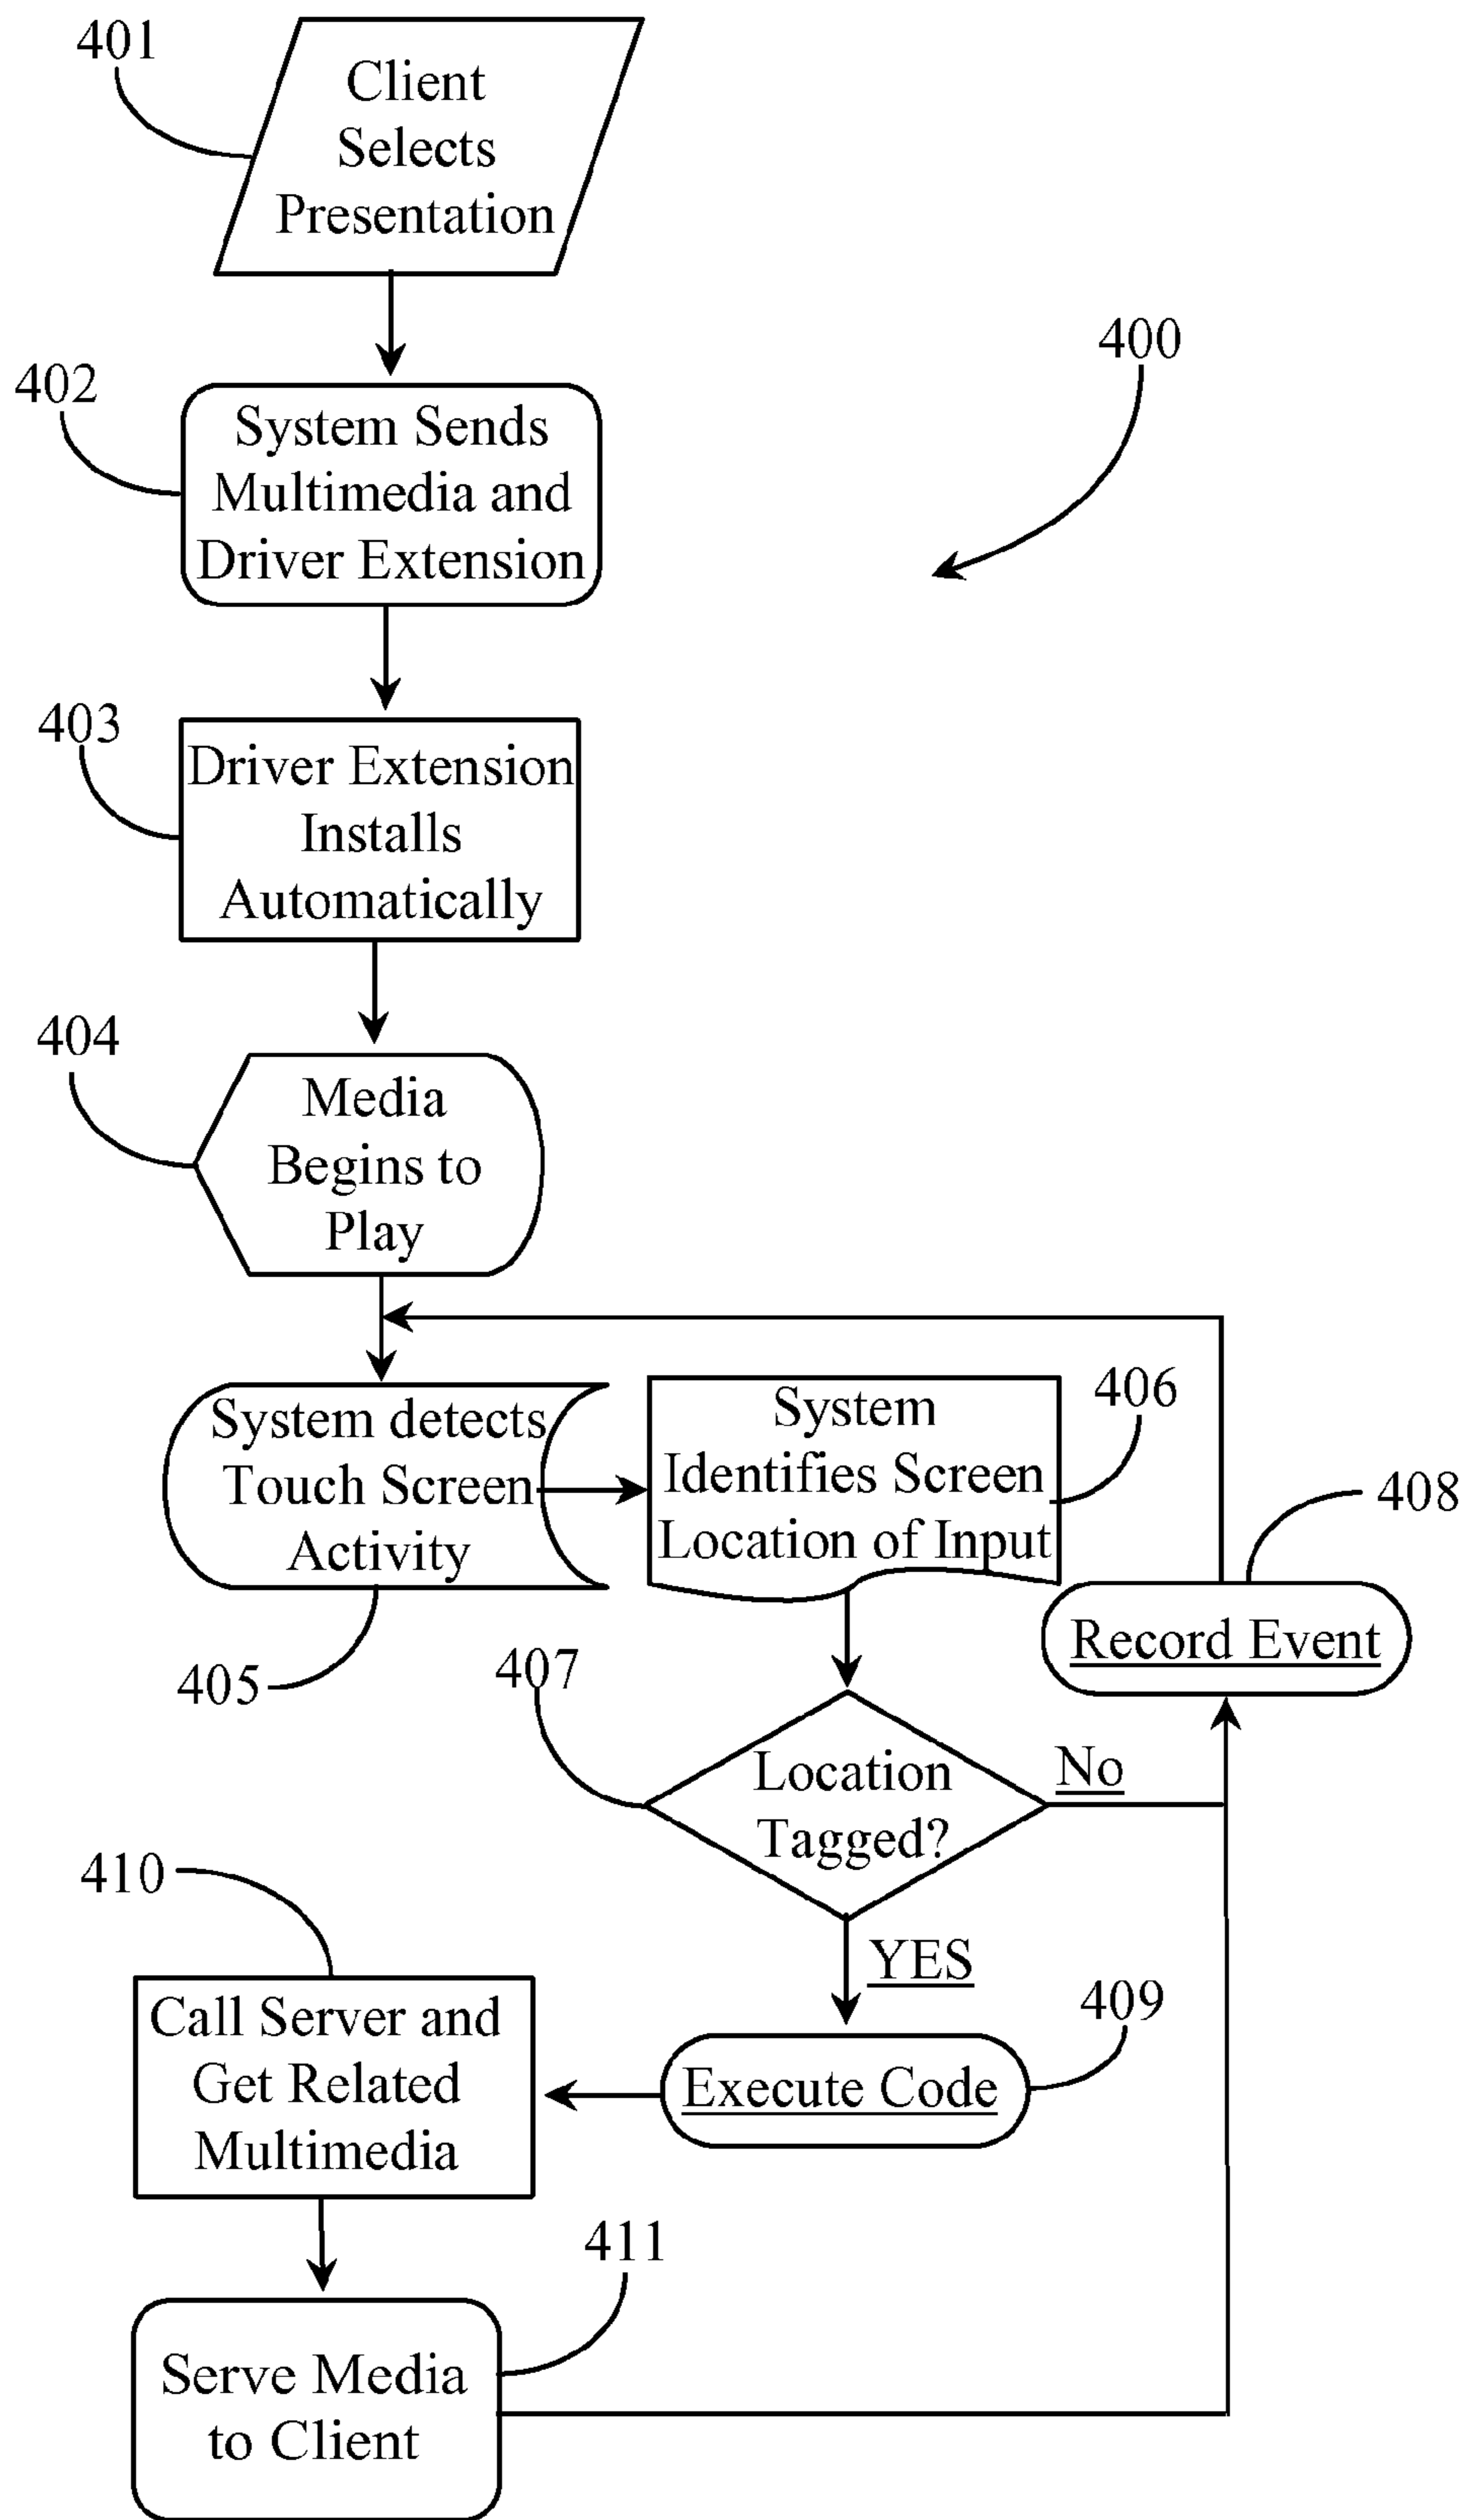 401
Client
Selects
Presentation
400
402
System Sends
Multimedia and
Driver Extension
403
Driver Extension
Installs
Automatically
404
Media
Begins to
Play
System detects
Touch Screen
Activity
405
System
Identifies Screen
Location of Input
406
408
Record Event
407
Location
Tagged?
No
YES
409
Execute Code
410
Call Server and
Get Related
Multimedia
411
Serve Media
to Client